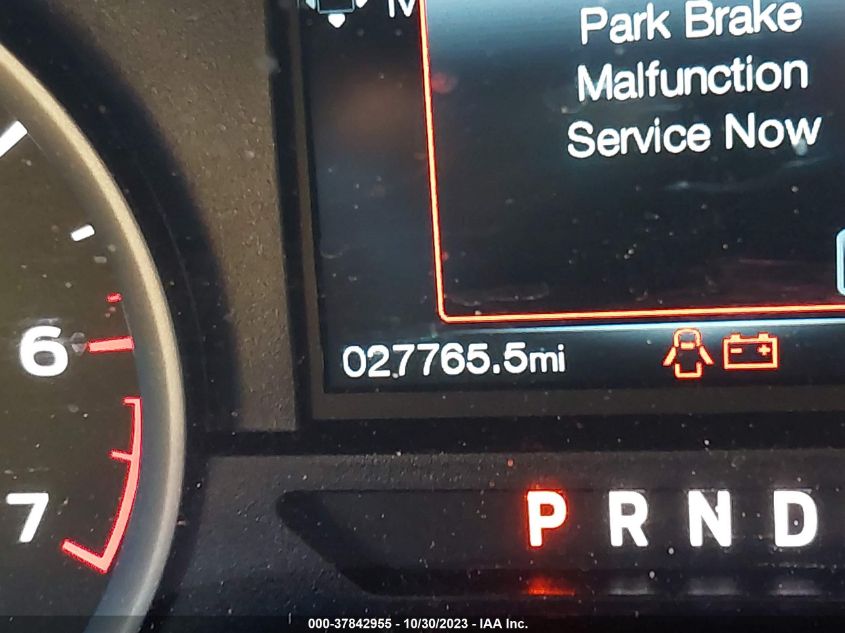 Park Brake
Malfunction
Service Now
6
027765.5mi
7
P R N D
000-37842955 - 10/30/2023 - IAA Inc.